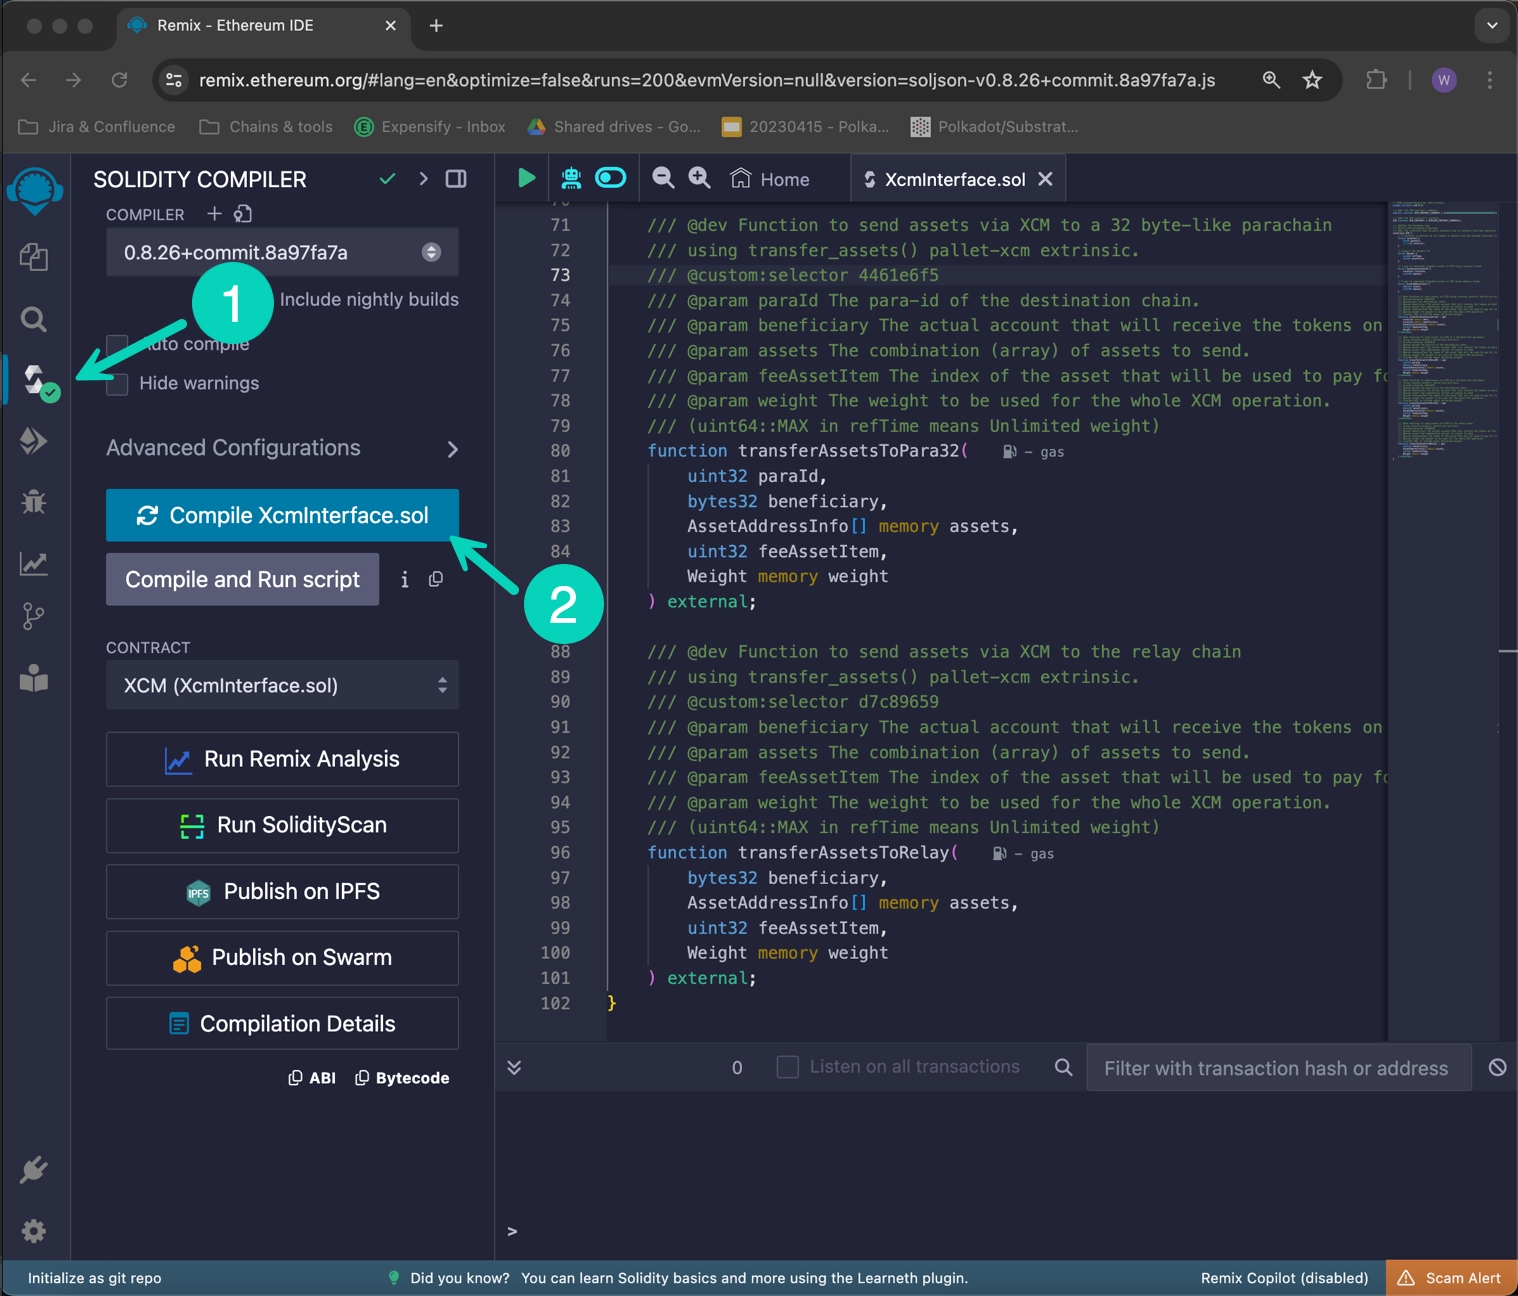 Remix - Ethereum IDE
remix.ethereum.org/#lang=en&optimize=false&runs=200&evmVersion=null&version=soljson-v0.8.26+commit.8a97fa7a.js
W
Jira & Confluence
Chains & tools
Expensify - Inbox
Shared drives - Go...
20230415 - Polka...
Polkadot/Substrat...
SOLIDITY COMPILER
COMPILER
0.8.26+commit.8a97fa7a
1
Include nightly builds
Auto compile
Hide warnings
Advanced Configurations
Compile XcmInterface.sol
2
Compile and Run script
i
CONTRACT
XCM (XcmInterface.sol)
Run Remix Analysis
Run SolidityScan
IPFS
Publish on IPFS
Publish on Swarm
Compilation Details
ABI
Bytecode
Home
XcmInterface.sol
71 /// @dev Function to send assets via XCM to a 32 byte-like parachain
72 /// using transfer_assets() pallet-xcm extrinsic.
73 /// @custom:selector 4461e6f5
74 /// @param paraId The para-id of the destination chain.
75 /// @param beneficiary The actual account that will receive the tokens on
76 /// @param assets The combination (array) of assets to send.
77 /// @param feeAssetItem The index of the asset that will be used to pay fo
78 /// @param weight The weight to be used for the whole XCM operation.
79 /// (uint64::MAX in refTime means Unlimited weight)
80 function transferAssetsToPara32( - gas
81 uint32 paraId,
82 bytes32 beneficiary,
83 AssetAddressInfo[] memory assets,
84 uint32 feeAssetItem,
Weight memory weight
) external;
88 /// @dev Function to send assets via XCM to the relay chain
89 /// using transfer_assets() pallet-xcm extrinsic.
90 /// @custom:selector d7c89659
91 /// @param beneficiary The actual account that will receive the tokens on
92 /// @param assets The combination (array) of assets to send.
93 /// @param feeAssetItem The index of the asset that will be used to pay fo
94 /// @param weight The weight to be used for the whole XCM operation.
95 /// (uint64::MAX in refTime means Unlimited weight)
96 function transferAssetsToRelay( - gas
97 bytes32 beneficiary,
98 AssetAddressInfo[] memory assets,
99 uint32 feeAssetItem,
100 Weight memory weight
101 ) external;
102 }
0
Listen on all transactions
Filter with transaction hash or address
>
Initialize as git repo
Did you know? You can learn Solidity basics and more using the Learneth plugin.
Remix Copilot (disabled)
Scam Alert